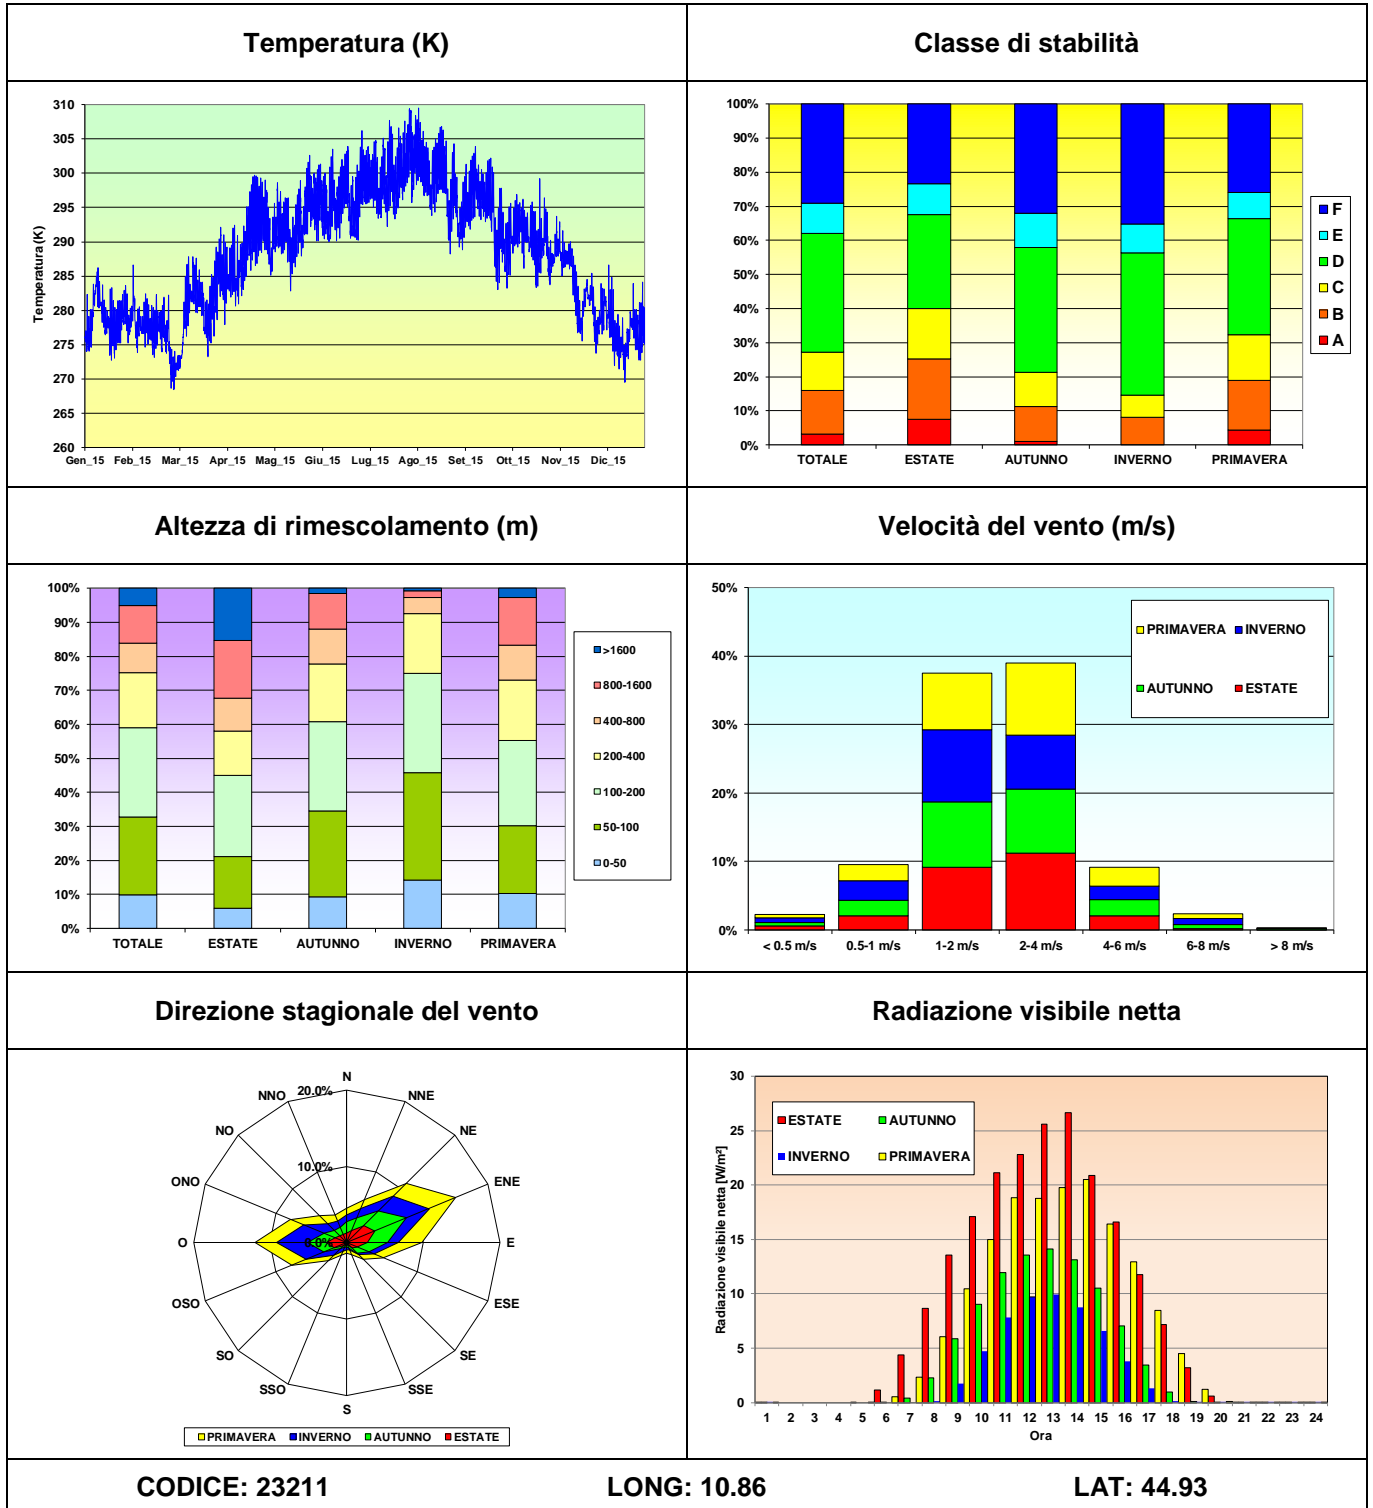 Temperatura (K)
Classe di stabilità
310
305
300
295
290
285
280
275
270
265
260
Temperatura (K)
Gen_15 Feb_15 Mar_15 Apr_15 Mag_15 Giu_15 Lug_15 Ago_15 Set_15 Ott_15 Nov_15 Dic_15
100%
90%
80%
70%
60%
50%
40%
30%
20%
10%
0%
TOTALE ESTATE AUTUNNO INVERNO PRIMAVERA
F
E
D
C
B
A
Altezza di rimescolamento (m)
Velocità del vento (m/s)
100%
90%
80%
70%
60%
50%
40%
30%
20%
10%
0%
TOTALE ESTATE AUTUNNO INVERNO PRIMAVERA
>1600
800-1600
400-800
200-400
100-200
50-100
0-50
50%
40%
30%
20%
10%
0%
PRIMAVERA INVERNO
AUTUNNO ESTATE
< 0.5 m/s 0.5-1 m/s 1-2 m/s 2-4 m/s 4-6 m/s 6-8 m/s > 8 m/s
Direzione stagionale del vento
Radiazione visibile netta
N
NNE
NE
ENE
E
ESE
SE
SSE
S
SSO
SO
OSO
O
ONO
NO
NNO
20.0%
10.0%
0.0%
PRIMAVERA INVERNO AUTUNNO ESTATE
30
25
20
15
10
5
0
Radiazione visibile netta [W/m²]
ESTATE AUTUNNO
INVERNO PRIMAVERA
1 2 3 4 5 6 7 8 9 10 11 12 13 14 15 16 17 18 19 20 21 22 23 24
Ora
CODICE: 23211 LONG: 10.86 LAT: 44.93